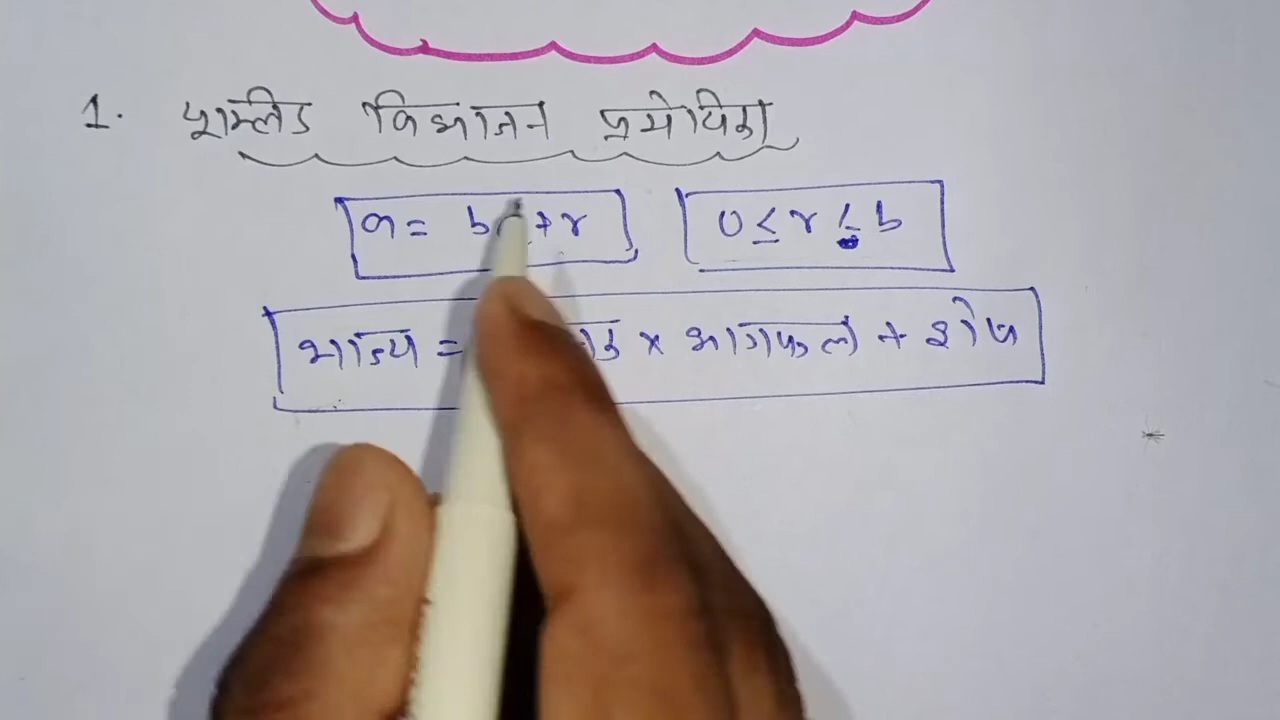 1. यूक्लिड विभाजन प्रमेयिका
a = b +r 0 ≤ r ≤ b
भाज्य = × भागफल + शेष